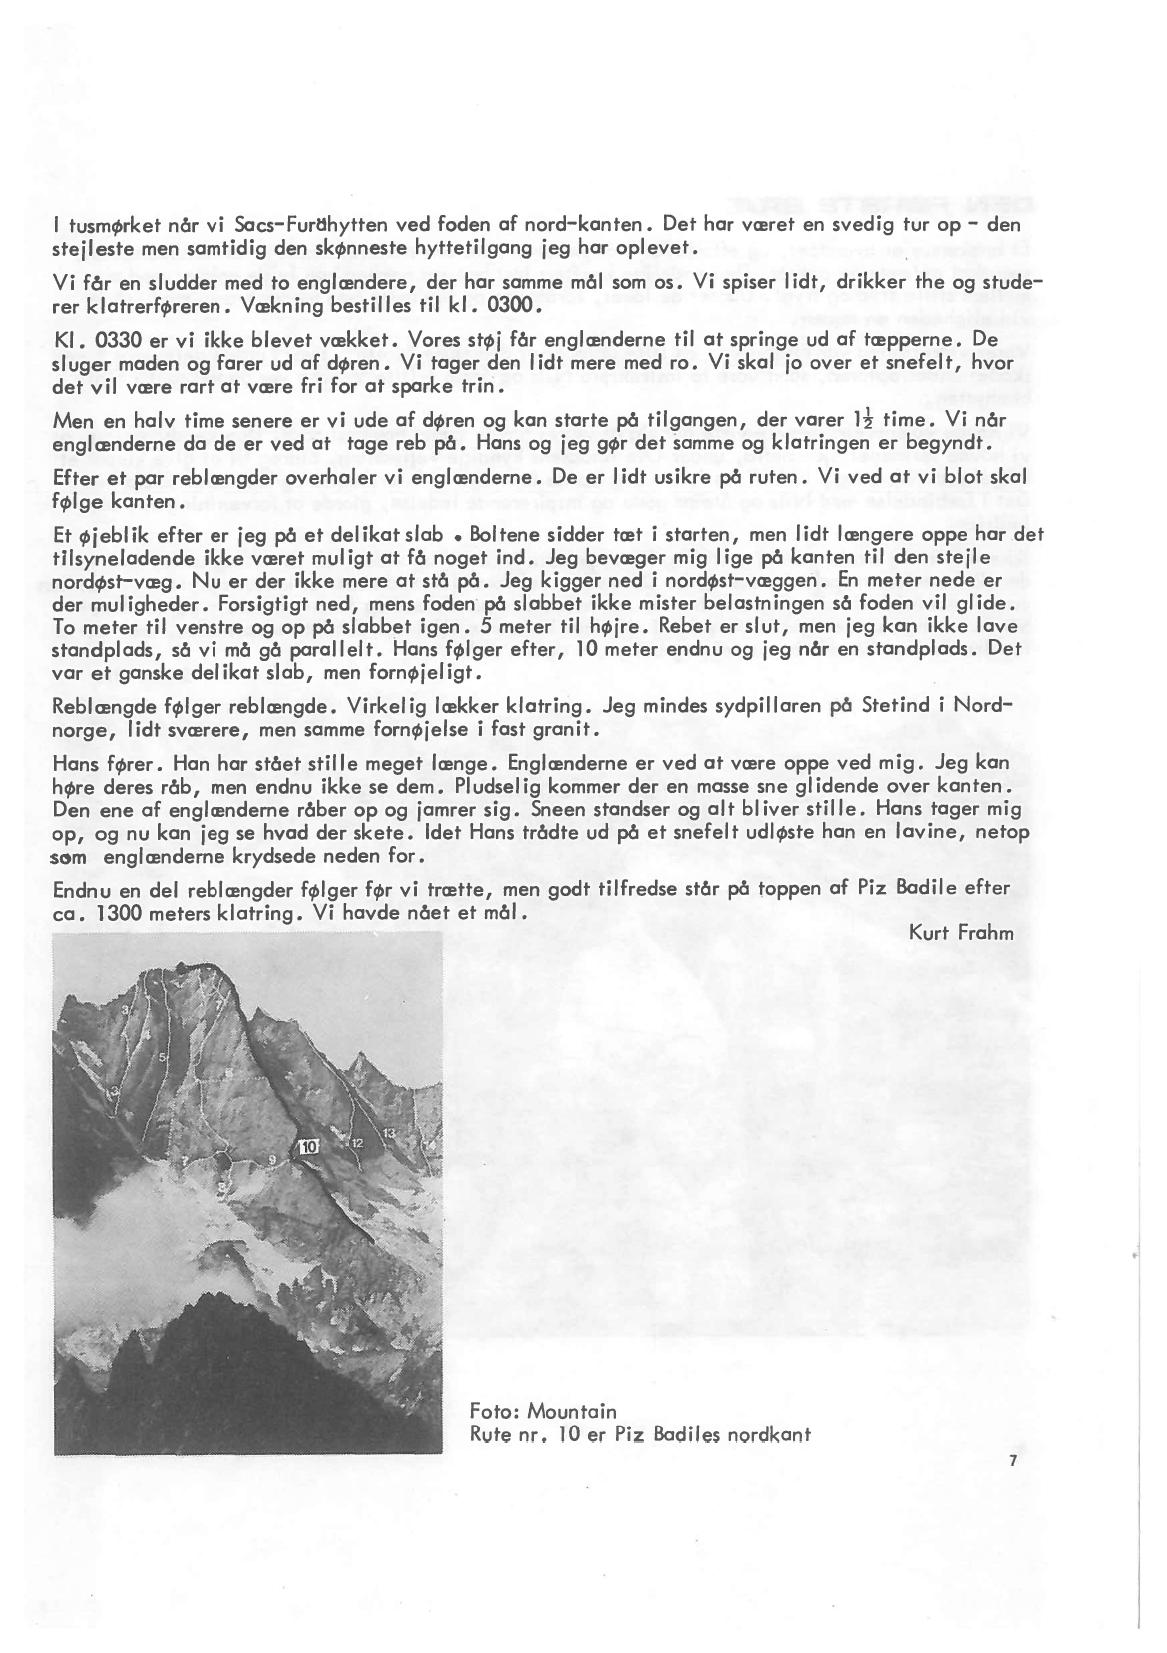 I tusmørket når vi Sacs-Furähytten ved foden af nord-kanten. Det har været en svedig tur op - den
stejleste men samtidig den skønneste hyttetilgang jeg har oplevet.
Vi får en sludder med to englændere, der har samme mål som os. Vi spiser lidt, drikker the og stude-
rer klatrerføreren. Vækning bestilles til kl. 0300.
Kl. 0330 er vi ikke blevet vækket. Vores støj får englænderne til at springe ud af tæpperne. De
sluger maden og farer ud af døren. Vi tager den lidt mere med ro. Vi skal jo over et snefelt, hvor
det vil være rart at være fri for at sparke trin.
Men en halv time senere er vi ude af døren og kan starte på tilgangen, der varer 1½ time. Vi når
englænderne da de er ved at tage reb på. Hans og jeg gør det samme og klatringen er begyndt.
Efter et par reblængder overhaler vi englænderne. De er lidt usikre på ruten. Vi ved at vi blot skal
følge kanten.
Et øjeblik efter er jeg på et delikat slab . Boltene sidder tæt i starten, men lidt længere oppe har det
tilsyneladende ikke været muligt at få noget ind. Jeg bevæger mig lige på kanten til den stejle
nordøst-væg. Nu er der ikke mere at stå på. Jeg kigger ned i nordøst-væggen. En meter nede er
der muligheder. Forsigtigt ned, mens foden på slabbet ikke mister belastningen så foden vil glide.
To meter til venstre og op på slabbet igen. 5 meter til højre. Rebet er slut, men jeg kan ikke lave
standplads, så vi må gå parallelt. Hans følger efter, 10 meter endnu og jeg når en standplads. Det
var et ganske delikat slab, men fornøjeligt.
Reblængde følger reblængde. Virkelig lækker klatring. Jeg mindes sydpillaren på Stetind i Nord-
norge, lidt sværere, men samme fornøjelse i fast granit.
Hans fører. Han har stået stille meget længe. Englænderne er ved at være oppe ved mig. Jeg kan
høre deres råb, men endnu ikke se dem. Pludselig kommer der en masse sne glidende over kanten.
Den ene af englænderne råber op og jamrer sig. Sneen standser og alt bliver stille. Hans tager mig
op, og nu kan jeg se hvad der skete. Idet Hans trådte ud på et snefelt udløste han en lavine, netop
som englænderne krydsede neden for.
Endnu en del reblængder følger før vi trætte, men godt tilfredse står på toppen af Piz Badile efter
ca. 1300 meters klatring. Vi havde nået et mål.
Kurt Frahm
3
4
7
5
6
3
10
12
13
14
7
9
8
Foto: Mountain
Rute nr. 10 er Piz Badiles nordkant
7